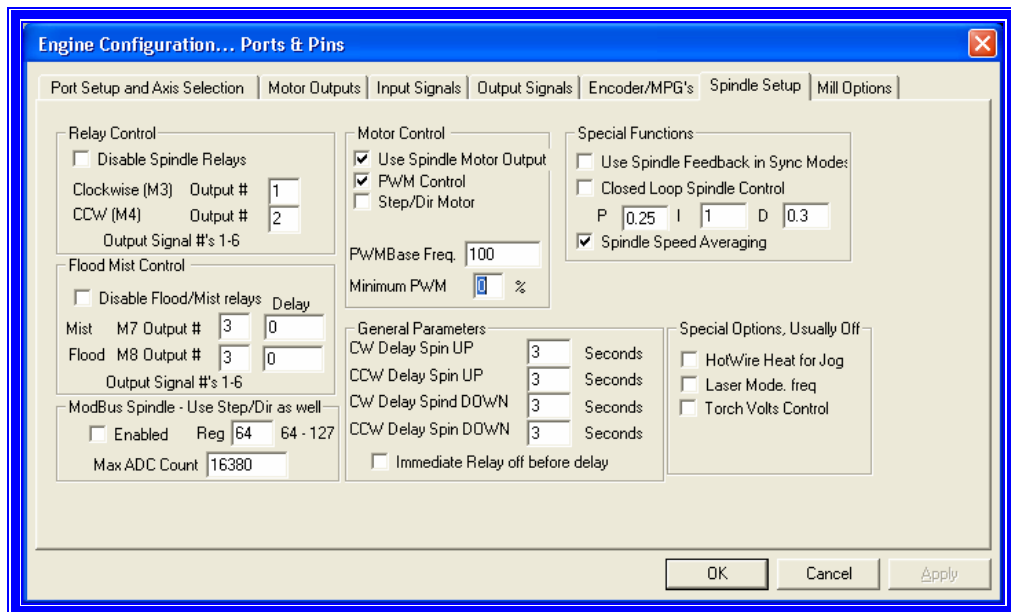 Engine Configuration... Ports & Pins
Port Setup and Axis Selection
Motor Outputs
Input Signals
Output Signals
Encoder/MPG's
Spindle Setup
Mill Options
Relay Control
Disable Spindle Relays
Clockwise (M3) Output # 1
CCW (M4) Output # 2
Output Signal #'s 1-6
Flood Mist Control
Disable Flood/Mist relays Delay
Mist M7 Output # 3 0
Flood M8 Output # 3 0
Output Signal #'s 1-6
ModBus Spindle - Use Step/Dir as well
Enabled Reg 64 64 - 127
Max ADC Count 16380
Motor Control
Use Spindle Motor Output
PWM Control
Step/Dir Motor
PWMBase Freq. 100
Minimum PWM 0 %
General Parameters
CW Delay Spin UP 3 Seconds
CCW Delay Spin UP 3 Seconds
CW Delay Spind DOWN 3 Seconds
CCW Delay Spin DOWN 3 Seconds
Immediate Relay off before delay
Special Functions
Use Spindle Feedback in Sync Modes
Closed Loop Spindle Control
P 0.25 I 1 D 0.3
Spindle Speed Averaging
Special Options, Usually Off
HotWire Heat for Jog
Laser Mode. freq
Torch Volts Control
OK
Cancel
Apply